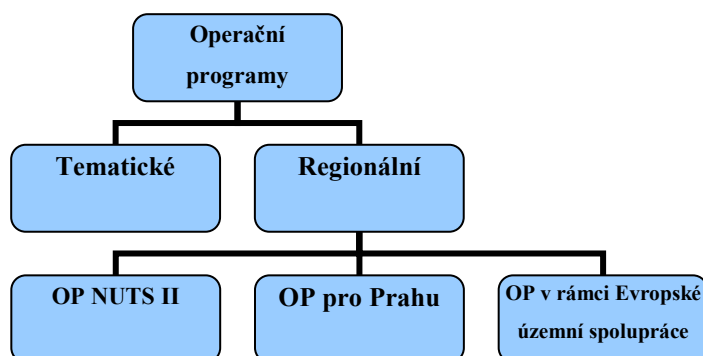 Operační
programy
Tematické
Regionální
OP NUTS II
OP pro Prahu
OP v rámci Evropské
územní spolupráce